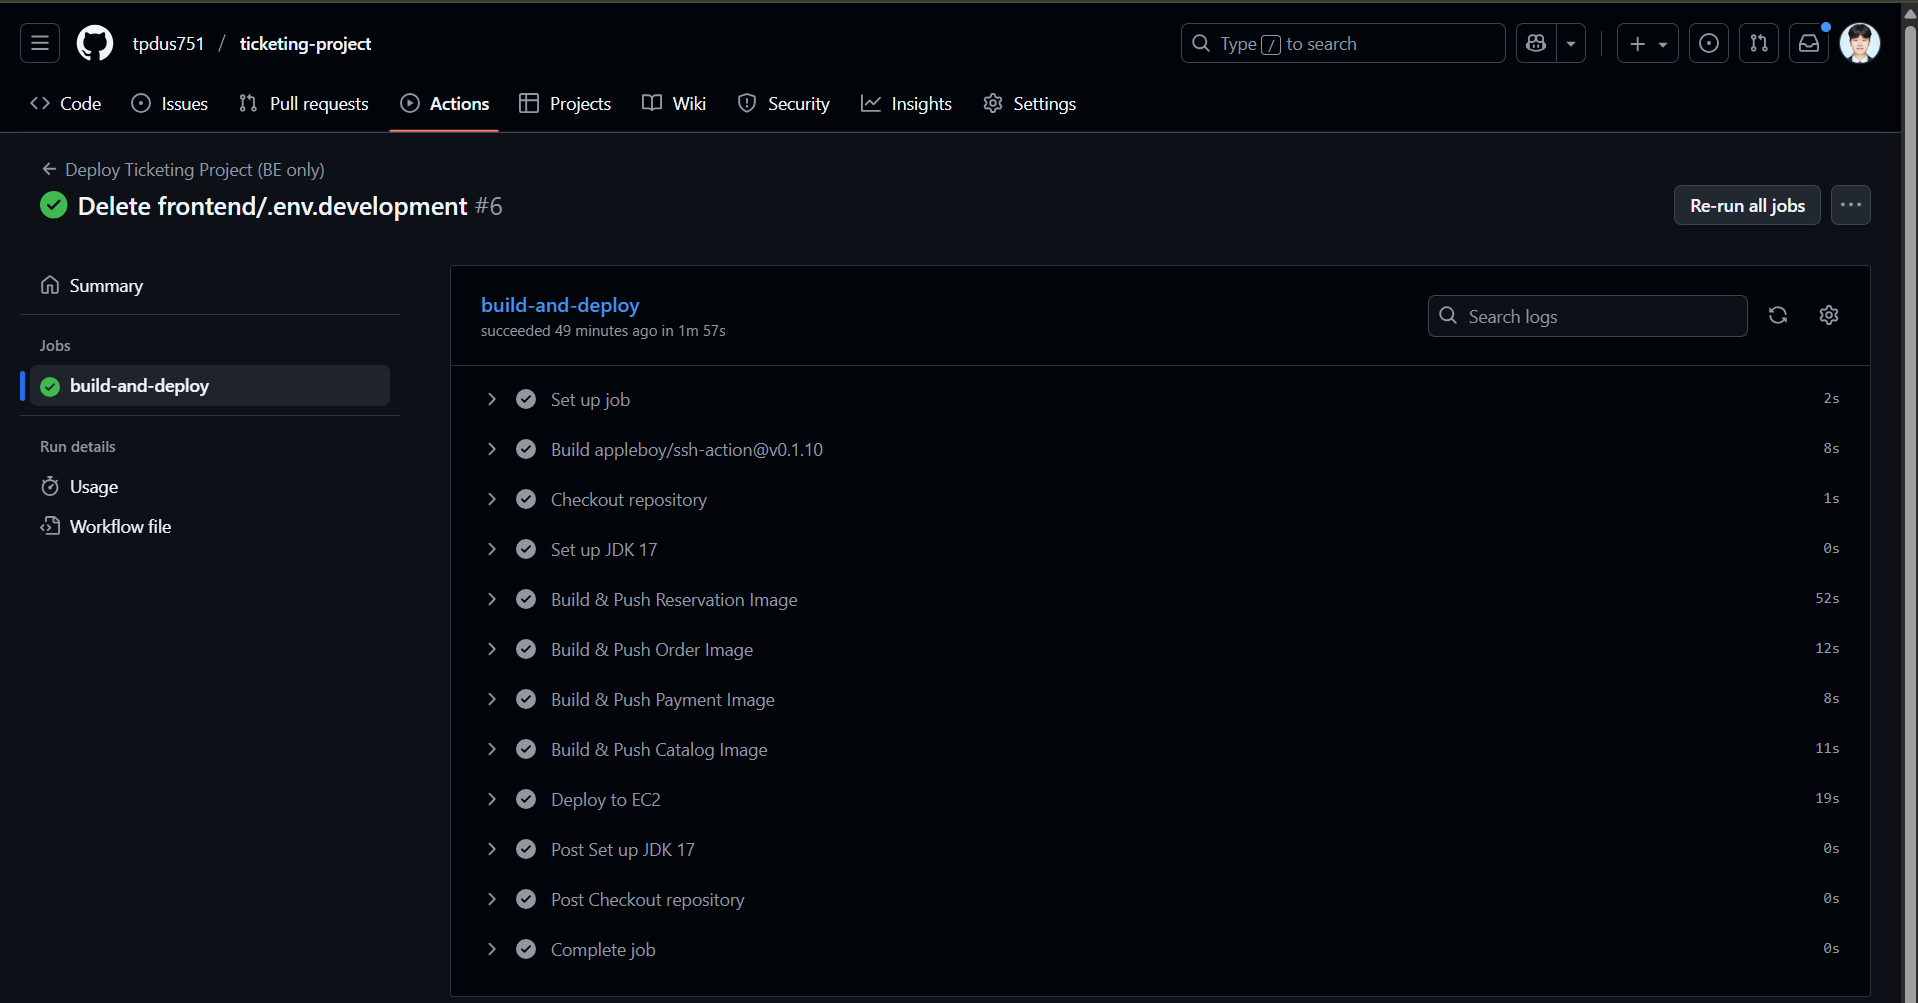 tpdus751 / ticketing-project
Type / to search
Code Issues Pull requests Actions Projects Wiki Security Insights Settings
Deploy Ticketing Project (BE only)
Delete frontend/.env.development #6
Re-run all jobs
Summary
Jobs
build-and-deploy
Run details
Usage
Workflow file
build-and-deploy
succeeded 49 minutes ago in 1m 57s
Search logs
Set up job 2s
Build appleboy/ssh-action@v0.1.10 8s
Checkout repository 1s
Set up JDK 17 0s
Build & Push Reservation Image 52s
Build & Push Order Image 12s
Build & Push Payment Image 8s
Build & Push Catalog Image 11s
Deploy to EC2 19s
Post Set up JDK 17 0s
Post Checkout repository 0s
Complete job 0s